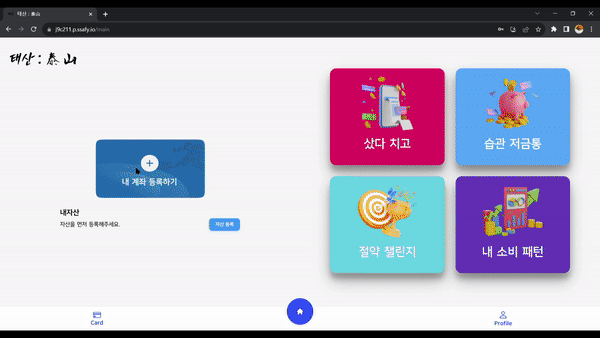 태산 : 泰山
j9c211.p.ssafy.io/main
태산 : 泰山
내 계좌 등록하기
내자산
자산을 먼저 등록해주세요.
자산 등록
샀다 치고
습관 저금통
절약 챌린지
내 소비 패턴
Card
Profile